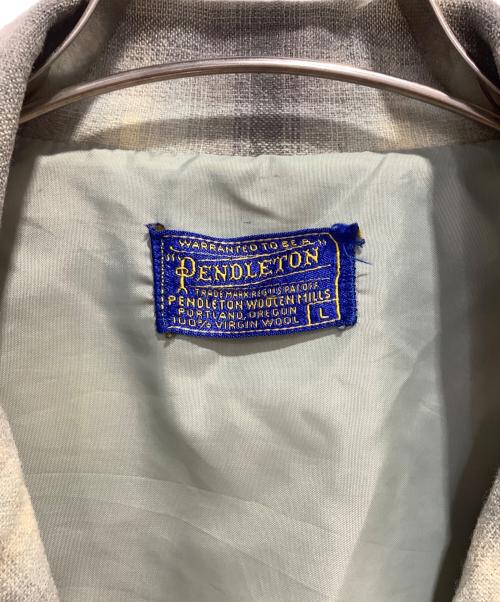 WARRANTED TO BE A
"PENDLETON"
TRADE MARK REG. U.S. PAT. OFF.
PENDLETON WOOLEN MILLS
PORTLAND, OREGON
100% VIRGIN WOOL L